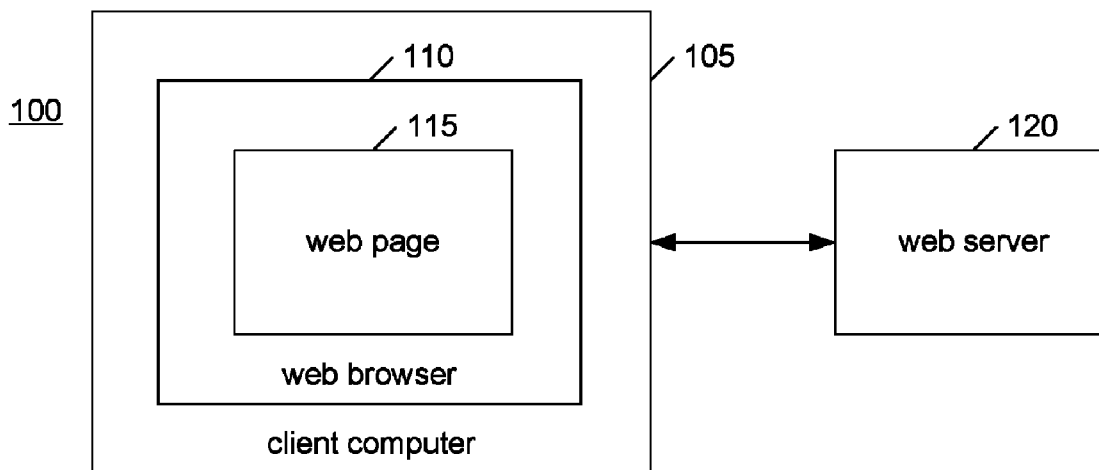 110
105
100
115
120
web page
web server
web browser
client computer